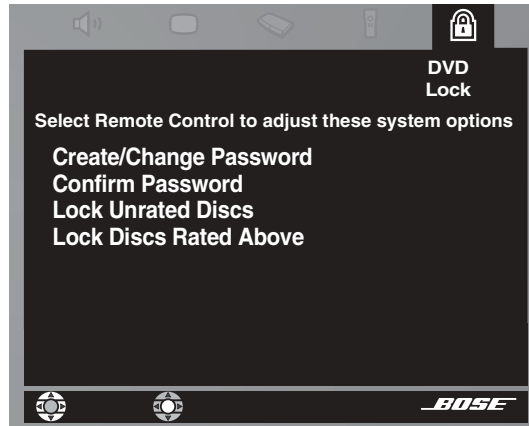 DVD
Lock
Select Remote Control to adjust these system options
Create/Change Password
Confirm Password
Lock Unrated Discs
Lock Discs Rated Above
BOSE